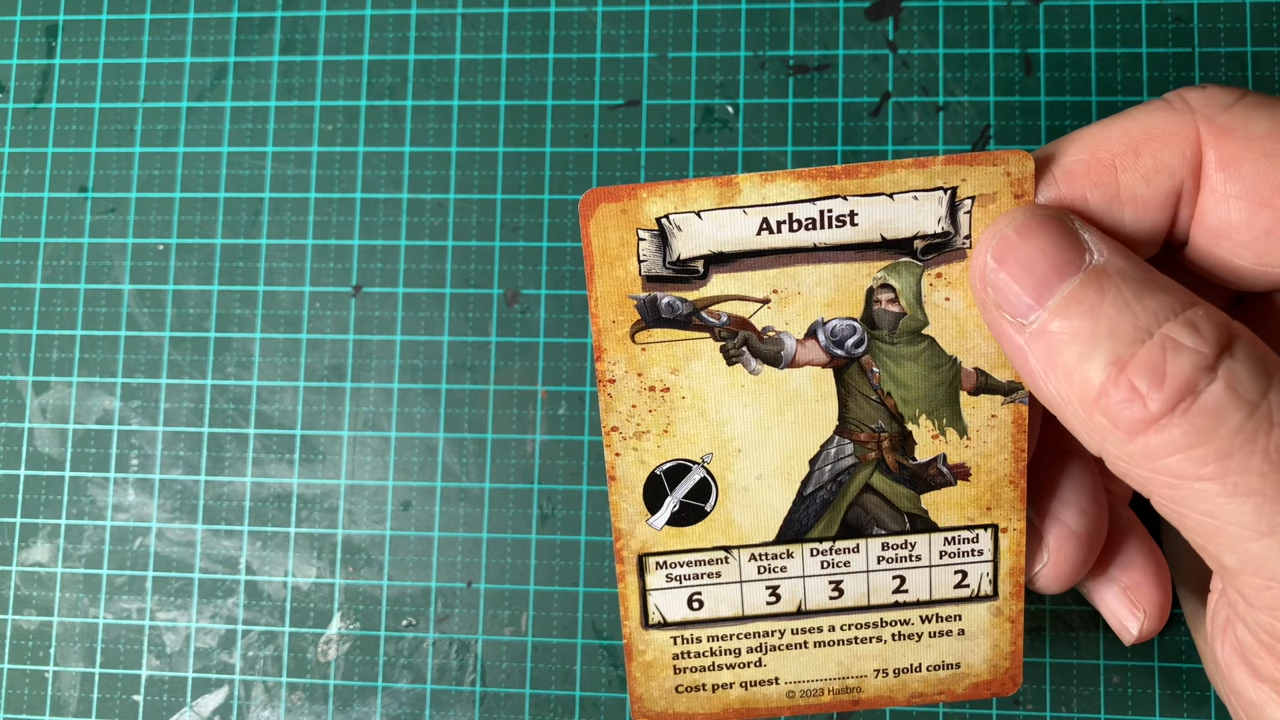 Arbalist
Movement Squares Attack Dice Defend Dice Body Points Mind Points
6 3 3 2 2
This mercenary uses a crossbow. When
attacking adjacent monsters, they use a
broadsword.
Cost per quest .................. 75 gold coins
© 2023 Hasbro.